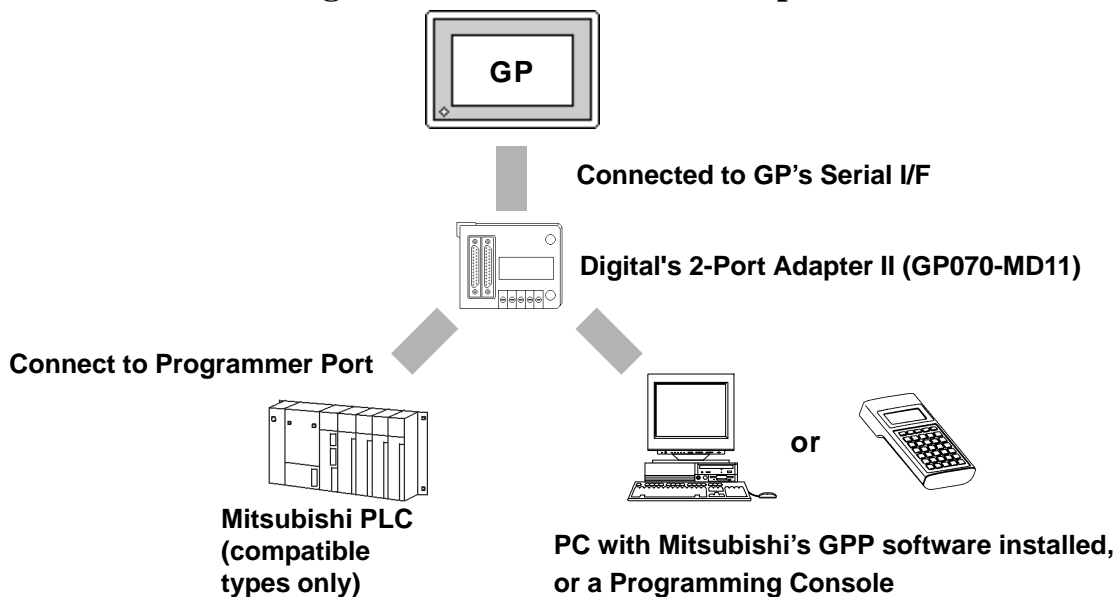 GP
Connected to GP’s Serial I/F
Digital's 2-Port Adapter II (GP070-MD11)
Connect to Programmer Port
or
Mitsubishi PLC
(compatible
types only)
PC with Mitsubishi’s GPP software installed,
or a Programming Console